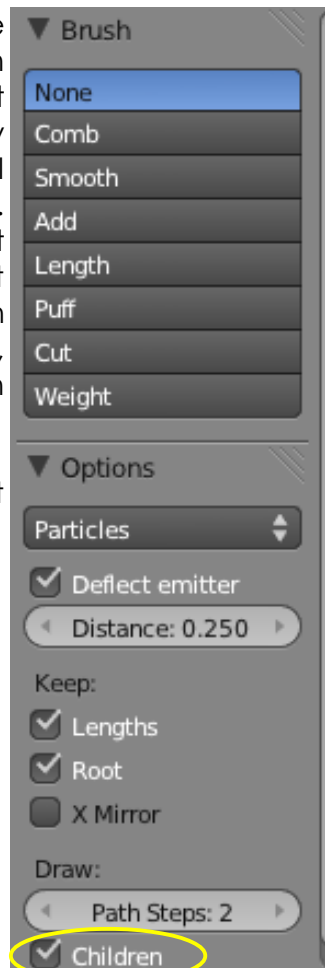 Brush
None
Comb
Smooth
Add
Length
Puff
Cut
Weight
Options
Particles
Deflect emitter
Distance: 0.250
Keep:
Lengths
Root
X Mirror
Draw:
Path Steps: 2
Children